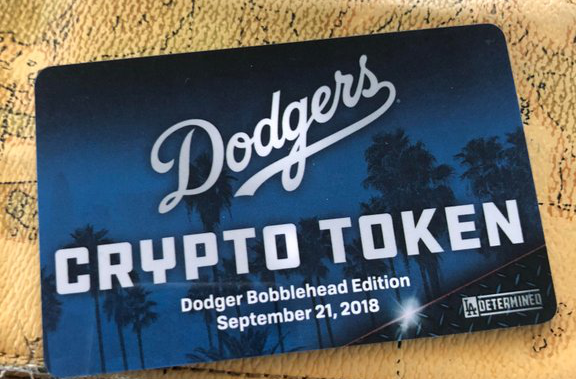 Dodgers
CRYPTO TOKEN
Dodger Bobblehead Edition
September 21, 2018
LA DETERMINED